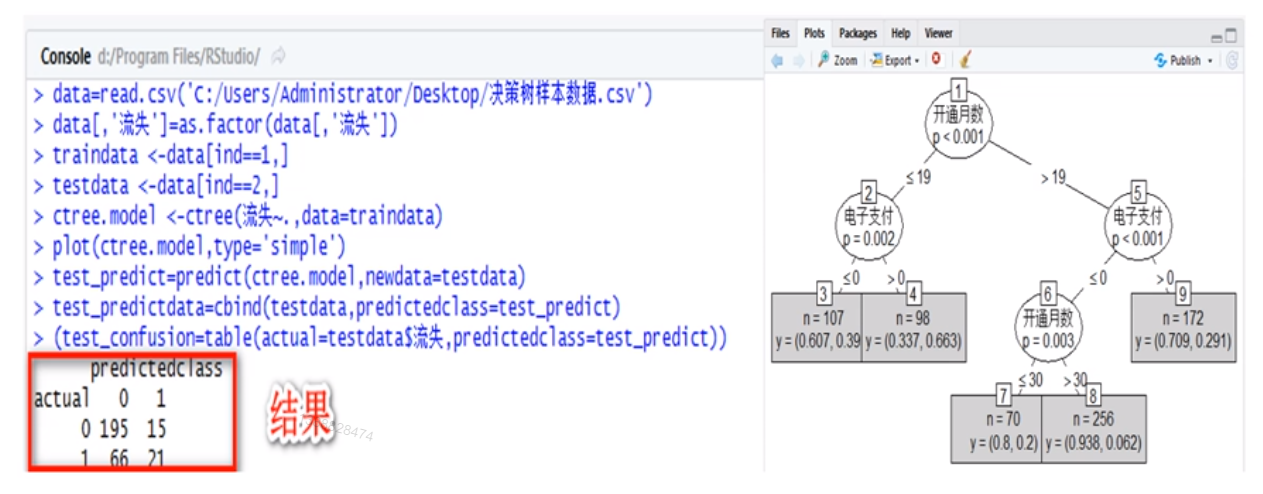 Console d:/Program Files/RStudio/
> data=read.csv('C:/Users/Administrator/Desktop/决策树样本数据.csv')
> data[,'流失']=as.factor(data[,'流失'])
> traindata <-data[ind==1,]
> testdata <-data[ind==2,]
> ctree.model <-ctree(流失~.,data=traindata)
> plot(ctree.model,type='simple')
> test_predict=predict(ctree.model,newdata=testdata)
> test_predictdata=cbind(testdata,predictedclass=test_predict)
> (test_confusion=table(actual=testdata$流失,predictedclass=test_predict))
predictedclass
actual 0 1
0 195 15
1 66 21
结果
Files Plots Packages Help Viewer
Zoom Export Publish
1
开通月数
p < 0.001
≤ 19 > 19
2
电子支付
p = 0.002
5
电子支付
p < 0.001
≤ 0 > 0
≤ 0 > 0
3
n = 107
y = (0.607, 0.39
4
n = 98
y = (0.337, 0.663)
6
开通月数
p = 0.003
9
n = 172
y = (0.709, 0.291)
≤ 30 > 30
7
n = 70
y = (0.8, 0.2)
8
n = 256
y = (0.938, 0.062)